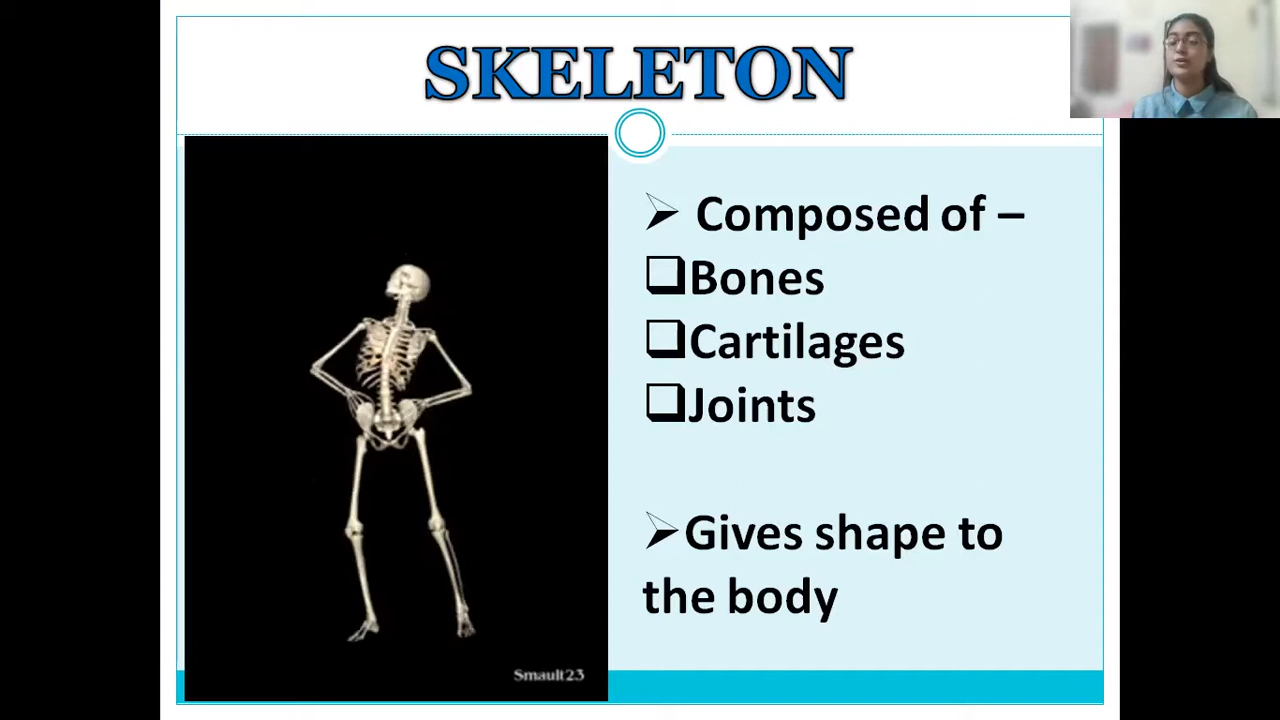 SKELETON
➢ Composed of –
❑Bones
❑Cartilages
❑Joints
➢Gives shape to
the body
Smault23